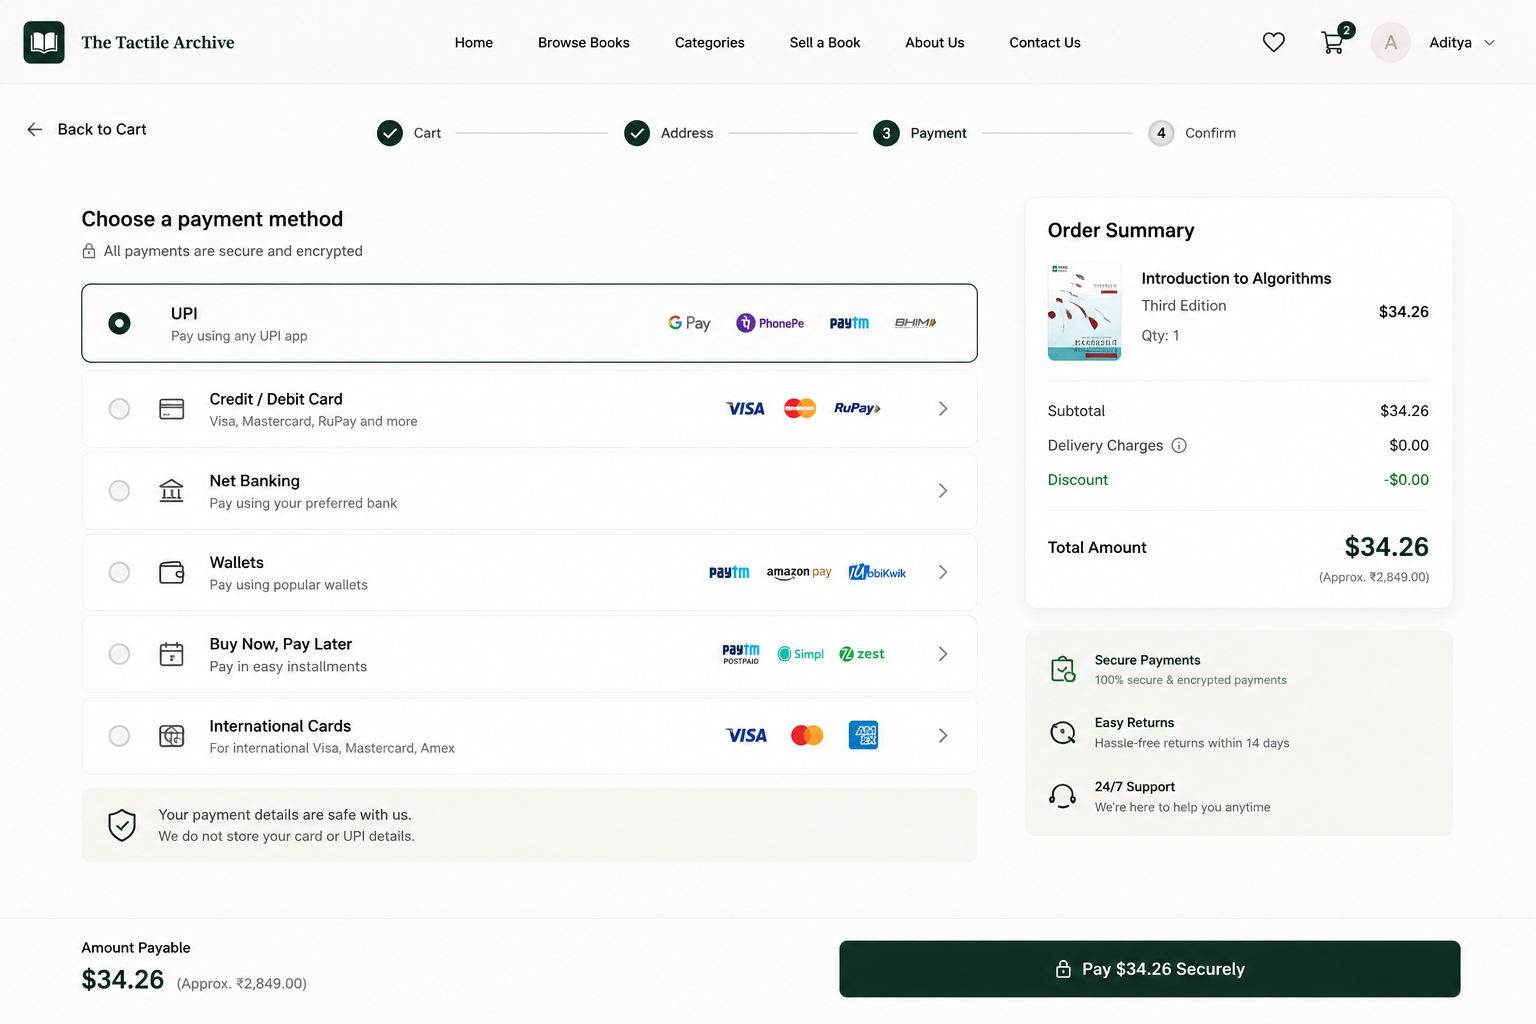 The Tactile Archive
Home
Browse Books
Categories
Sell a Book
About Us
Contact Us
2
A
Aditya
Back to Cart
Cart
Address
3 Payment
4 Confirm
Choose a payment method
All payments are secure and encrypted
UPI
Pay using any UPI app
G Pay
PhonePe
paytm
BHIM
Credit / Debit Card
Visa, Mastercard, RuPay and more
VISA
RuPay
Net Banking
Pay using your preferred bank
Wallets
Pay using popular wallets
paytm
amazon pay
MobiKwik
Buy Now, Pay Later
Pay in easy installments
paytm
POSTPAID
Simpl
zest
International Cards
For international Visa, Mastercard, Amex
VISA
AM
EX
Your payment details are safe with us.
We do not store your card or UPI details.
Order Summary
Introduction to Algorithms
Third Edition
Qty: 1
$34.26
Subtotal $34.26
Delivery Charges $0.00
Discount -$0.00
Total Amount $34.26
(Approx. ₹2,849.00)
Secure Payments
100% secure & encrypted payments
Easy Returns
Hassle-free returns within 14 days
24/7 Support
We're here to help you anytime
Amount Payable
$34.26 (Approx. ₹2,849.00)
Pay $34.26 Securely